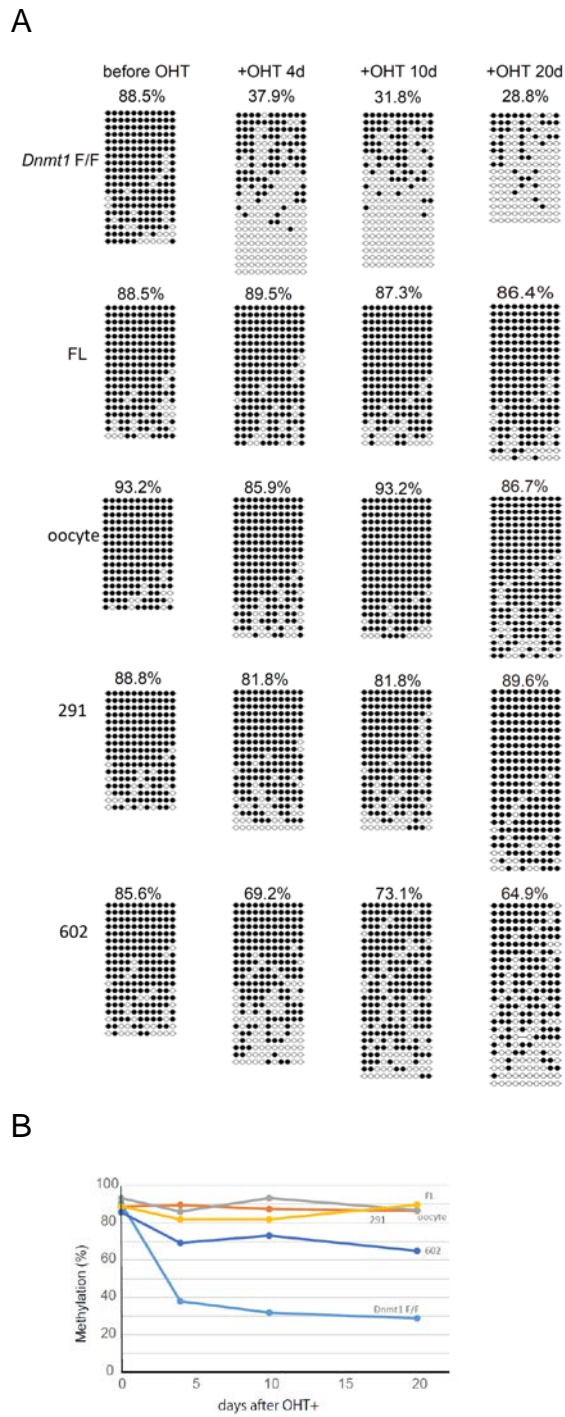 A
before OHT +OHT 4d +OHT 10d +OHT 20d
88.5% 37.9% 31.8% 28.8%
Dnmt1 F/F
88.5% 89.5% 87.3% 86.4%
FL
93.2% 85.9% 93.2% 86.7%
oocyte
88.8% 81.8% 81.8% 89.6%
291
85.6% 69.2% 73.1% 64.9%
602
B
100
80
60
40
20
0
Methylation (%)
FL
291 oocyte
602
Dnmt1 F/F
0 5 10 15 20
days after OHT+